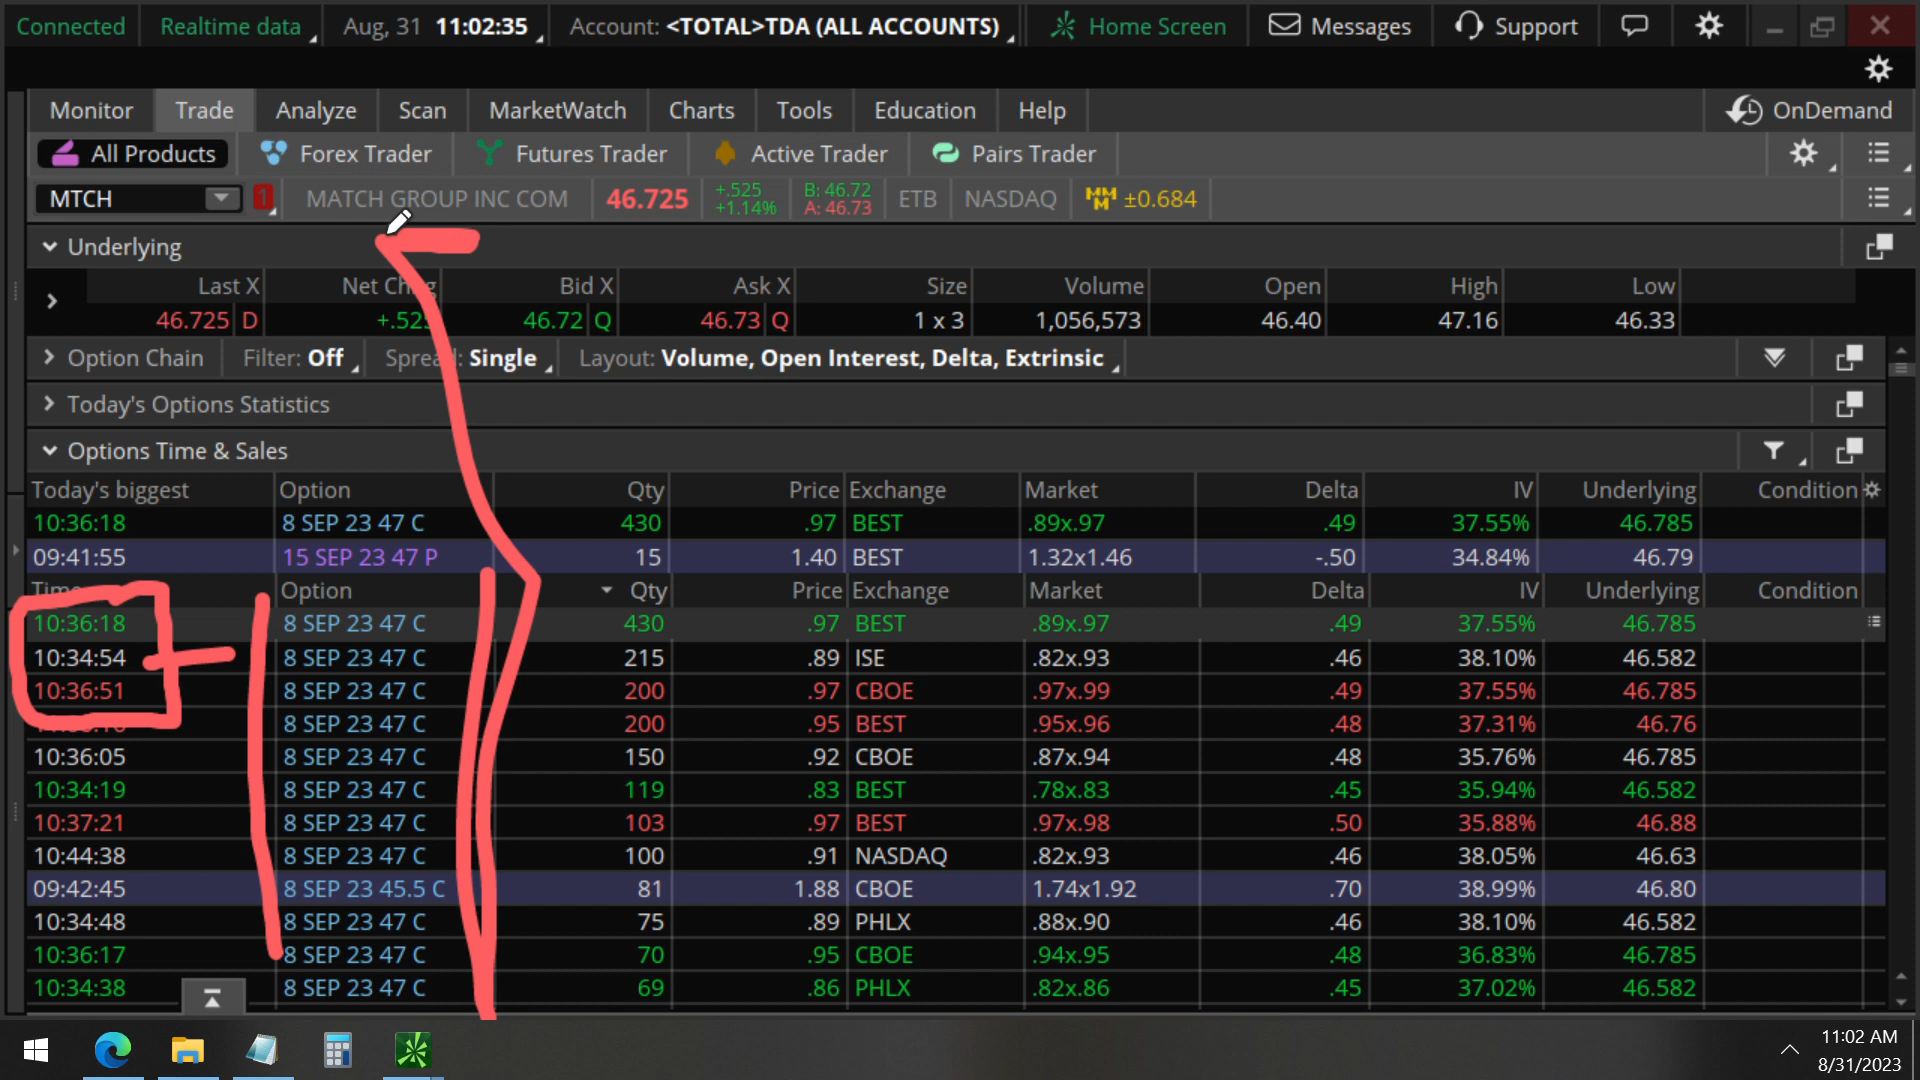 Connected Realtime data Aug, 31 11:02:35 Account: <TOTAL>TDA (ALL ACCOUNTS) Home Screen Messages Support
Monitor Trade Analyze Scan MarketWatch Charts Tools Education Help OnDemand
All Products Forex Trader Futures Trader Active Trader Pairs Trader
MTCH 1 MATCH GROUP INC COM 46.725 +.525 +1.14% B: 46.72 A: 46.73 ETB NASDAQ MMM ±0.684
Underlying
Last X Net Chng Bid X Ask X Size Volume Open High Low
46.725 D +.525 46.72 Q 46.73 Q 1 x 3 1,056,573 46.40 47.16 46.33
Option Chain Filter: Off Spread: Single Layout: Volume, Open Interest, Delta, Extrinsic
Today's Options Statistics
Options Time & Sales
Today's biggest Option Qty Price Exchange Market Delta IV Underlying Condition
10:36:18 8 SEP 23 47 C 430 .97 BEST .89x.97 .49 37.55% 46.785
09:41:55 15 SEP 23 47 P 15 1.40 BEST 1.32x1.46 -.50 34.84% 46.79
Time Option Qty Price Exchange Market Delta IV Underlying Condition
10:36:18 8 SEP 23 47 C 430 .97 BEST .89x.97 .49 37.55% 46.785
10:34:54 8 SEP 23 47 C 215 .89 ISE .82x.93 .46 38.10% 46.582
10:36:51 8 SEP 23 47 C 200 .97 CBOE .97x.99 .49 37.55% 46.785
8 SEP 23 47 C 200 .95 BEST .95x.96 .48 37.31% 46.76
10:36:05 8 SEP 23 47 C 150 .92 CBOE .87x.94 .48 35.76% 46.785
10:34:19 8 SEP 23 47 C 119 .83 BEST .78x.83 .45 35.94% 46.582
10:37:21 8 SEP 23 47 C 103 .97 BEST .97x.98 .50 35.88% 46.88
10:44:38 8 SEP 23 47 C 100 .91 NASDAQ .82x.93 .46 38.05% 46.63
09:42:45 8 SEP 23 45.5 C 81 1.88 CBOE 1.74x1.92 .70 38.99% 46.80
10:34:48 8 SEP 23 47 C 75 .89 PHLX .88x.90 .46 38.10% 46.582
10:36:17 8 SEP 23 47 C 70 .95 CBOE .94x.95 .48 36.83% 46.785
10:34:38 8 SEP 23 47 C 69 .86 PHLX .82x.86 .45 37.02% 46.582
11:02 AM
8/31/2023